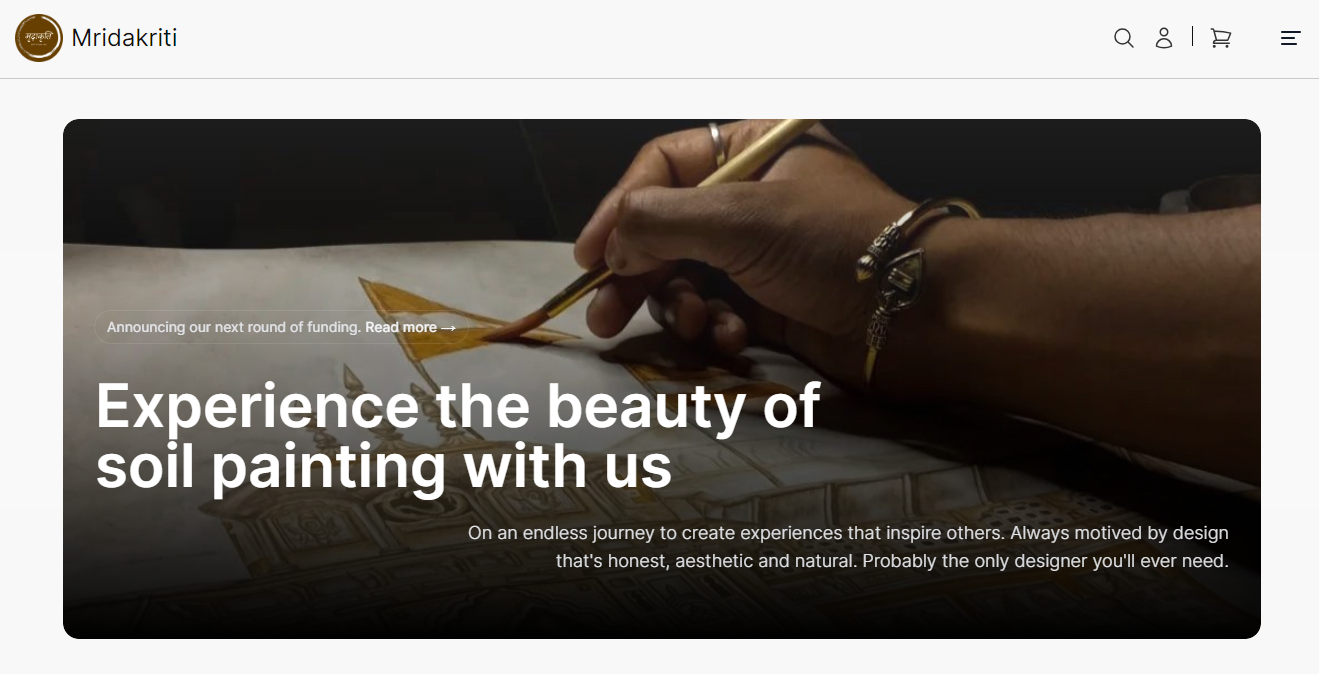 मृदाकृति
Mridakriti
Announcing our next round of funding. Read more →
Experience the beauty of
soil painting with us
On an endless journey to create experiences that inspire others. Always motived by design
that's honest, aesthetic and natural. Probably the only designer you'll ever need.